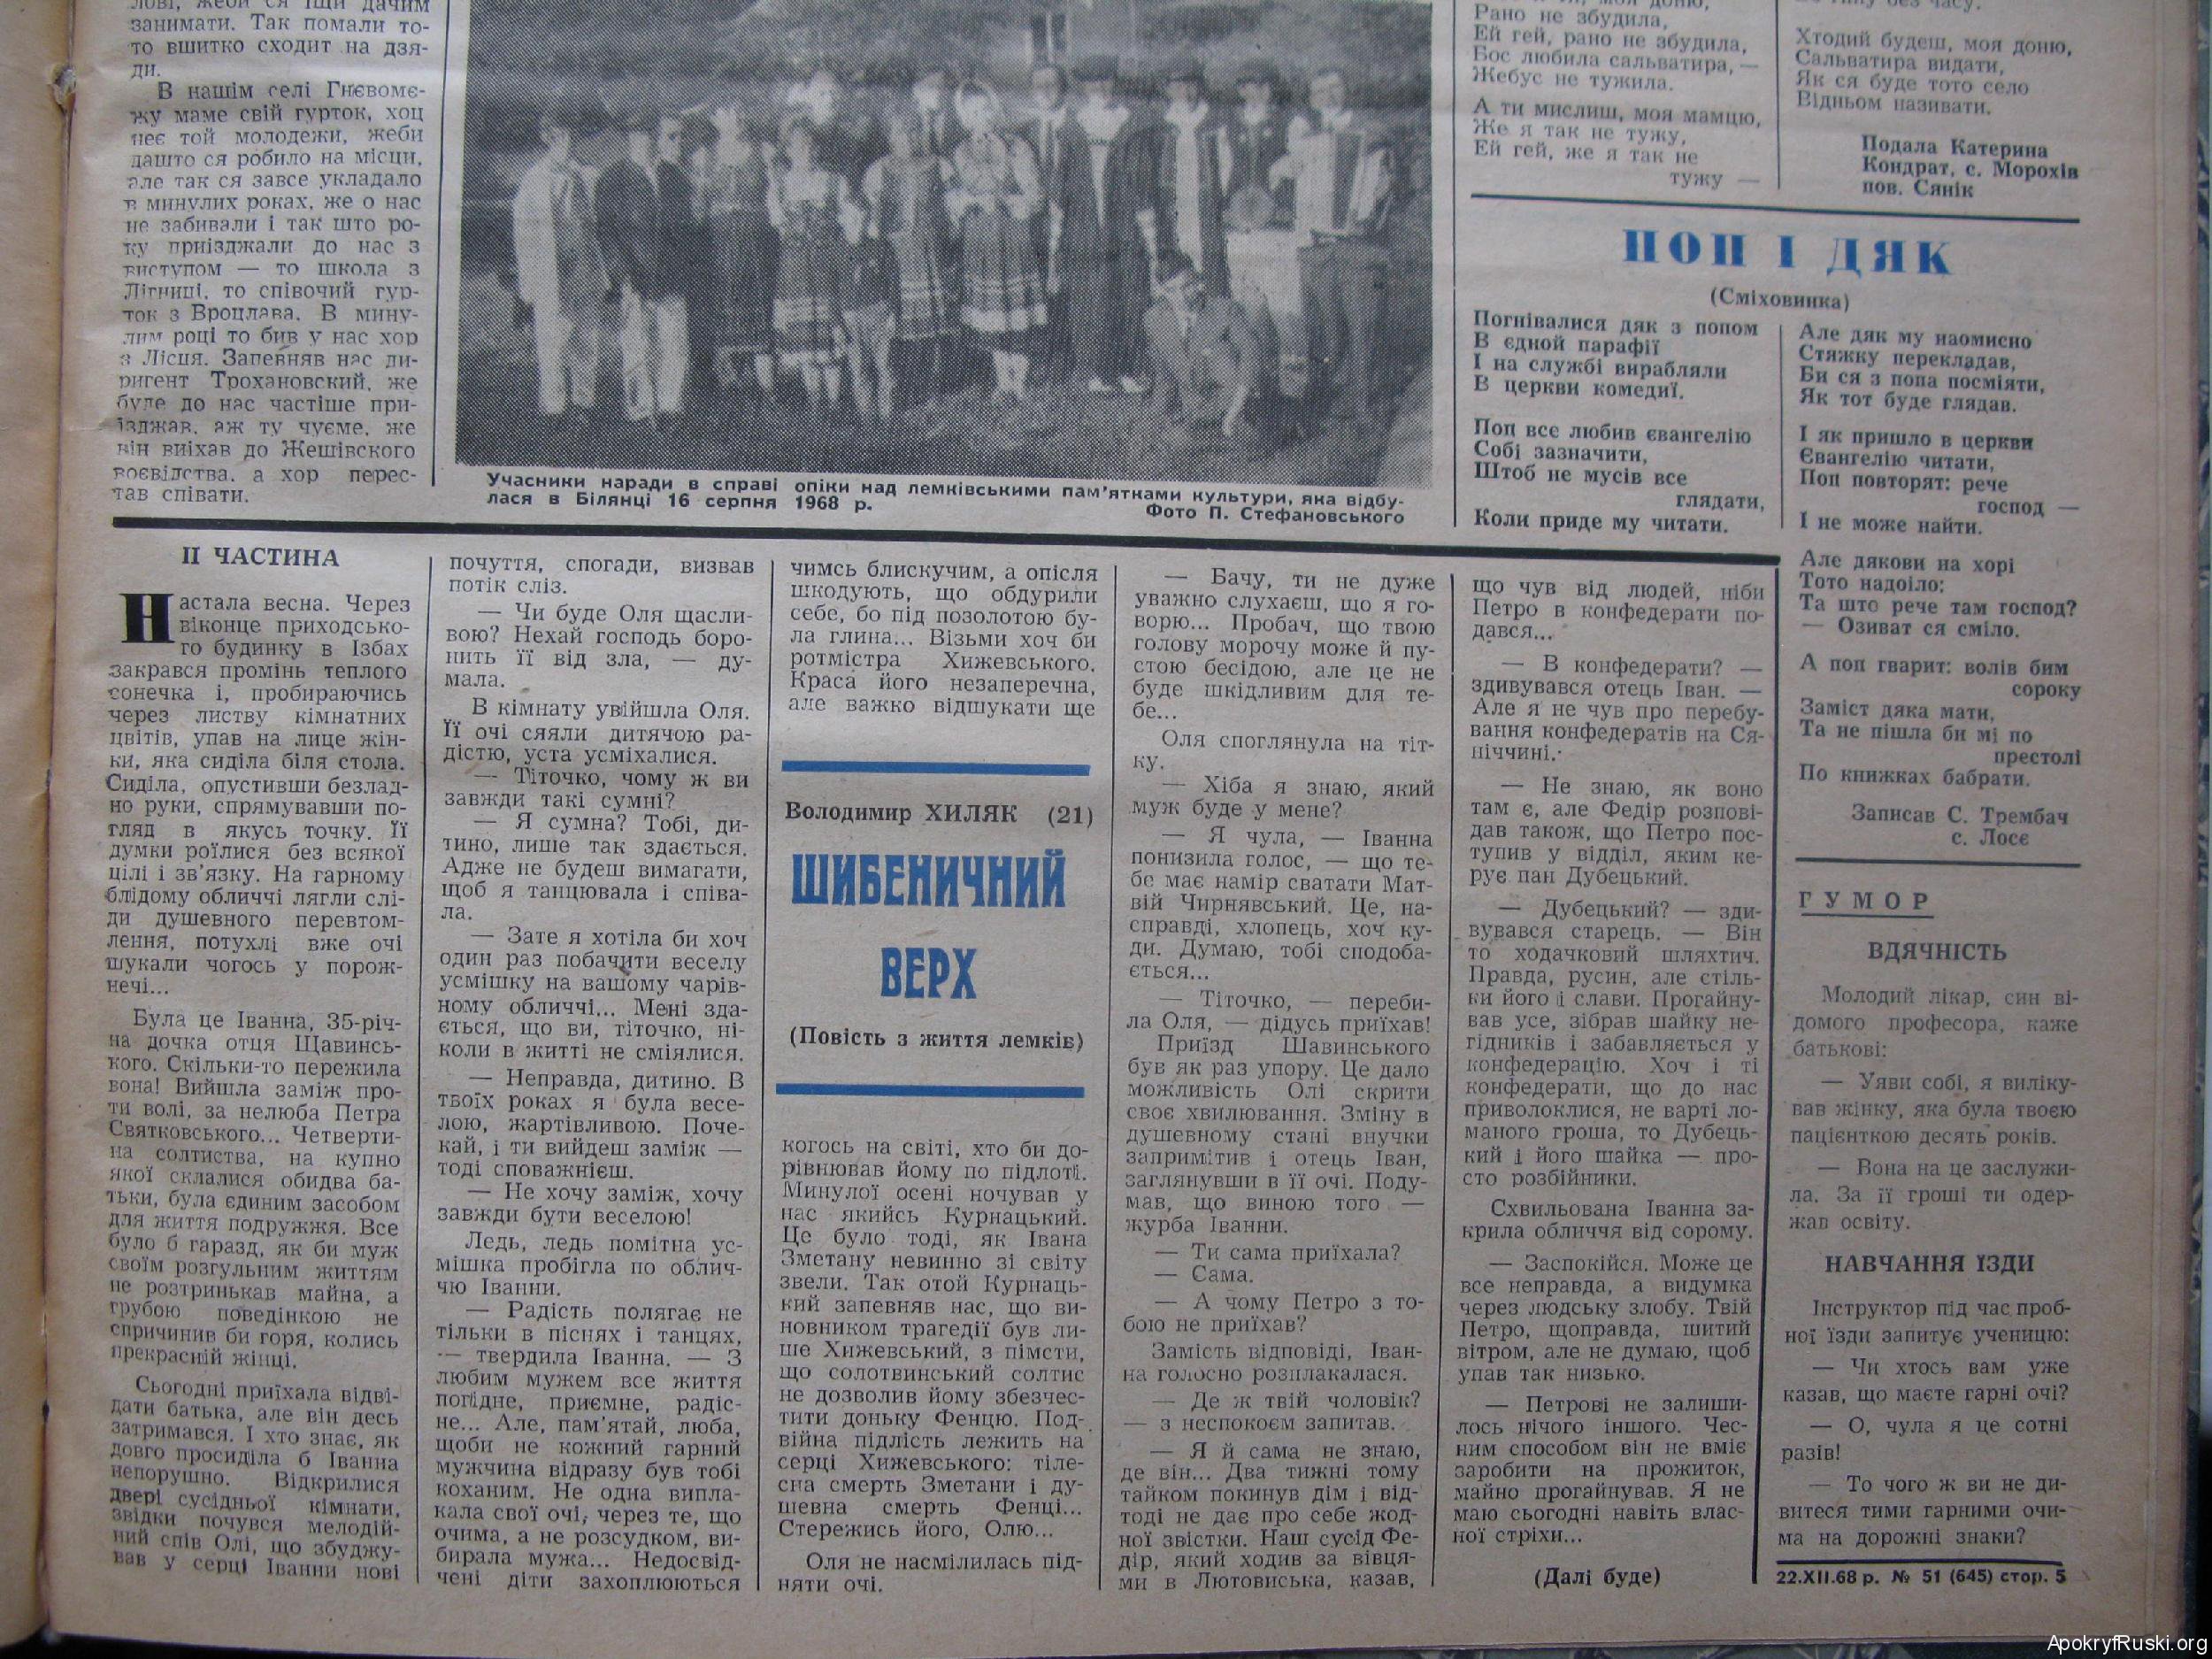 занимати. Так помали то-
то вшитко сходит на дзя-
ди.
В нашім селі Гнєвомє-
жу маме свій гурток, хоц
неє той молодежи, жеби
дашто ся робило на місци,
але так ся завсе укладало
в минулих роках, же о нас
не забивали і так што ро-
ку приїзджали до нас з
виступом — то школа з
Лігниці, то співочий гур-
ток з Вроцлава. В мину-
лим році то бив у нас хор
з Лісця. Запевняв нас ди-
ригент Трохановский, же
буде до нас частіше при-
їзджав, аж ту чуєме, же
він виїхав до Жешівского
воєвідства, а хор перес-
тав співати.
Учасники наради в справі опіки над лемківськими пам'ятками культури, яка відбу-
лася в Білянці 16 серпня 1968 р.
Фото П. Стефановського
Рано не збудила,
Ей гей, рано не збудила,
Бос любила сальватира, —
Жебус не тужила.
А ти мислиш, моя мамцю,
Же я так не тужу,
Ей гей, же я так не
тужу —
Хтодий будеш, моя доню,
Сальватира видати,
Як ся буде тото село
Відньом називати.
Подала Катерина
Кондрат, с. Морохів
пов. Сянік
ПОП І ДЯК
(Сміховинка)
Погнівалися дяк з попом
В єдной парафії
І на службі вирабляли
В церкви комедиї.
Поп все любив євангелію
Собі зазначити,
Штоб не мусів все
глядати,
Коли приде му читати.
Але дяк му наомисно
Стяжку перекладав,
Би ся з попа посміяти,
Як тот буде глядав.
І як пришло в церкви
Євангелію читати,
Поп повторят: рече
господ —
І не може найти.
Але дякови на хорі
Тото надоїло:
Та што рече там господ?
— Озиват ся сміло.
А поп гварит: волів бим
сороку
Заміст дяка мати,
Та не пішла би мі по
престолі
По книжках бабрати.
Записав С. Трембач
с. Лосє
II ЧАСТИНА
Настала весна. Через
віконце приходсько-
го будинку в Ізбах
закрався промінь теплого
сонечка і, пробираючись
через листву кімнатних
цвітів, упав на лице жін-
ки, яка сиділа біля стола.
Сиділа, опустивши безлад-
но руки, спрямувавши по-
гляд в якусь точку. Її
думки роїлися без всякої
цілі і зв'язку. На гарному
блідому обличчі лягли слі-
ди душевного перевтом-
лення, потухлі вже очі
шукали чогось у порож-
нечі...
Була це Іванна, 35-річ-
на дочка отця Щавинсь-
кого. Скільки-то пережила
вона! Вийшла заміж про-
ти волі, за нелюба Петра
Святковського... Четверти-
на солтиства, на купно
якої склалися обидва ба-
тьки, була єдиним засобом
для життя подружжя. Все
було б гаразд, як би муж
своїм розгульним життям
не розтринькав майна, а
грубою поведінкою не
спричинив би горя, колись
прекрасній жінці.
Сьогодні приїхала відві-
дати батька, але він десь
затримався. І хто знає, як
довго просиділа б Іванна
непорушно. Відкрилися
двері сусідньої кімнати,
звідки почувся мелодій-
ний спів Олі, що збуджу-
вав у серці Іванни нові
почуття, спогади, визвав
потік сліз.
— Чи буде Оля щасли-
вою? Нехай господь боро-
нить її від зла, — ду-
мала.
В кімнату увійшла Оля.
Її очі сяяли дитячою ра-
дістю, уста усміхалися.
— Тіточко, чому ж ви
завжди такі сумні?
— Я сумна? Тобі, ди-
тино, лише так здається.
Адже не будеш вимагати,
щоб я танцювала і співа-
ла.
— Зате я хотіла би хоч
один раз побачити веселу
усмішку на вашому чарів-
ному обличчі... Мені зда-
ється, що ви, тіточко, ні-
коли в житті не сміялися.
— Неправда, дитино. В
твоїх роках я була весе-
лою, жартівливою. Поче-
кай, і ти вийдеш заміж —
тоді споважнієш.
— Не хочу заміж, хочу
завжди бути веселою!
Ледь, ледь помітна ус-
мішка пробігла по облич-
чю Іванни.
— Радість полягає не
тільки в піснях і танцях,
— твердила Іванна. — З
любим мужем все життя
погідне, приємне, радіс-
не... Але, пам'ятай, люба,
щоби не кожний гарний
мужчина відразу був тобі
коханим. Не одна випла-
кала свої очі, через те, що
очима, а не розсудком, ви-
бирала мужа... Недосвід-
чені діти захоплюються
чимсь блискучим, а опісля
шкодують, що обдурили
себе, бо під позолотою бу-
ла глина... Візьми хоч би
ротмістра Хижевського.
Краса його незаперечна,
але важко відшукати ще
Володимир ХИЛЯК (21)
ШИБЕНИЧНИЙ
ВЕРХ
(Повість з життя лемків)
когось на світі, хто би до-
рівнював йому по підлоті.
Минулої осені ночував у
нас якийсь Курнацький.
Це було тоді, як Івана
Зметану невинно зі світу
звели. Так отой Курнаць-
кий запевняв нас, що ви-
новником трагедії був ли-
ше Хижевський, з пімсти,
що солотвинський солтис
не дозволив йому збезчес-
тити доньку Фенцю. Под-
війна підлість лежить на
серці Хижевського: тіле-
сна смерть Зметани і ду-
шевна смерть Фенці...
Стережись його, Олю...
Оля не насмілилась під-
няти очі.
— Бачу, ти не дуже
уважно слухаєш, що я го-
ворю... Пробач, що твою
голову морочу може й пу-
стою бесідою, але це не
буде шкідливим для те-
бе...
Оля споглянула на тіт-
ку.
— Хіба я знаю, який
муж буде у мене?
— Я чула, — Іванна
понизила голос, — що те-
бе має намір сватати Мат-
вій Чирнявський. Це, на-
справді, хлопець, хоч ку-
ди. Думаю, тобі сподоба-
ється...
— Тіточко, — переби-
ла Оля, — дідусь приїхав!
Приїзд Шавинського
був як раз упору. Це дало
можливість Олі скрити
своє хвилювання. Зміну в
душевному стані внучки
запримітив і отець Іван,
заглянувши в її очі. Поду-
мав, що виною того —
журба Іванни.
— Ти сама приїхала?
— Сама.
— А чому Петро з то-
бою не приїхав?
Замість відповіді, Іван-
на голосно розплакалася.
— Де ж твій чоловік?
— з неспокоєм запитав.
— Я й сама не знаю,
де він... Два тижні тому
тайком покинув дім і від-
тоді не дає про себе жод-
ної звістки. Наш сусід Фе-
дір, який ходив за вівця-
ми в Лютовиська, казав,
що чув від людей, ніби
Петро в конфедерати по-
дався...
— В конфедерати? —
здивувався отець Іван. —
Але я не чув про перебу-
вання конфедератів на Ся-
ніччині.
— Не знаю, як воно
там є, але Федір розпові-
дав також, що Петро пос-
тупив у відділ, яким ке-
рує пан Дубецький.
— Дубецький? — зди-
вувався старець. — Він
то ходачковий шляхтич.
Правда, русин, але стіль-
ки його і слави. Прогайну-
вав усе, зібрав шайку не-
гідників і забавляється у
конфедерацію. Хоч і ті
конфедерати, що до нас
приволоклися, не варті ло-
маного гроша, то Дубець-
кий і його шайка — про-
сто розбійники.
Схвильована Іванна за-
крила обличчя від сорому.
— Заспокійся. Може це
все неправда, а видумка
через людську злобу. Твій
Петро, щоправда, шитий
вітром, але не думаю, щоб
упав так низько.
— Петрові не залиши-
лось нічого іншого. Чес-
ним способом він не вміє
заробити на прожиток,
майно прогайнував. Я не
маю сьогодні навіть влас-
ної стріхи...
(Далі буде)
ГУМОР
ВДЯЧНІСТЬ
Молодий лікар, син ві-
домого професора, каже
батькові:
— Уяви собі, я виліку-
вав жінку, яка була твоєю
пацієнткою десять років.
— Вона на це заслужи-
ла. За її гроші ти одер-
жав освіту.
НАВЧАННЯ ЇЗДИ
Інструктор під час проб-
ної їзди запитує ученицю:
— Чи хтось вам уже
казав, що маєте гарні очі?
— О, чула я це сотні
разів!
— То чого ж ви не ди-
витеся тими гарними очи-
ма на дорожні знаки?
22.XII.68 р. № 51 (645) стор. 5
ApokryfRuski.org